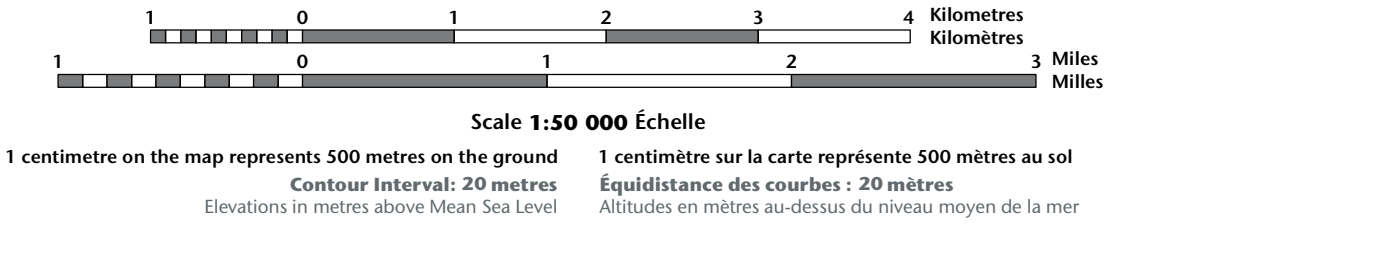 1 0 1 2 3 4 Kilometres
Kilomètres
1 0 1 2 3 Miles
Milles
Scale 1:50 000 Échelle
1 centimetre on the map represents 500 metres on the ground
1 centimètre sur la carte représente 500 mètres au sol
Contour Interval: 20 metres
Équidistance des courbes : 20 mètres
Elevations in metres above Mean Sea Level
Altitudes en mètres au-dessus du niveau moyen de la mer